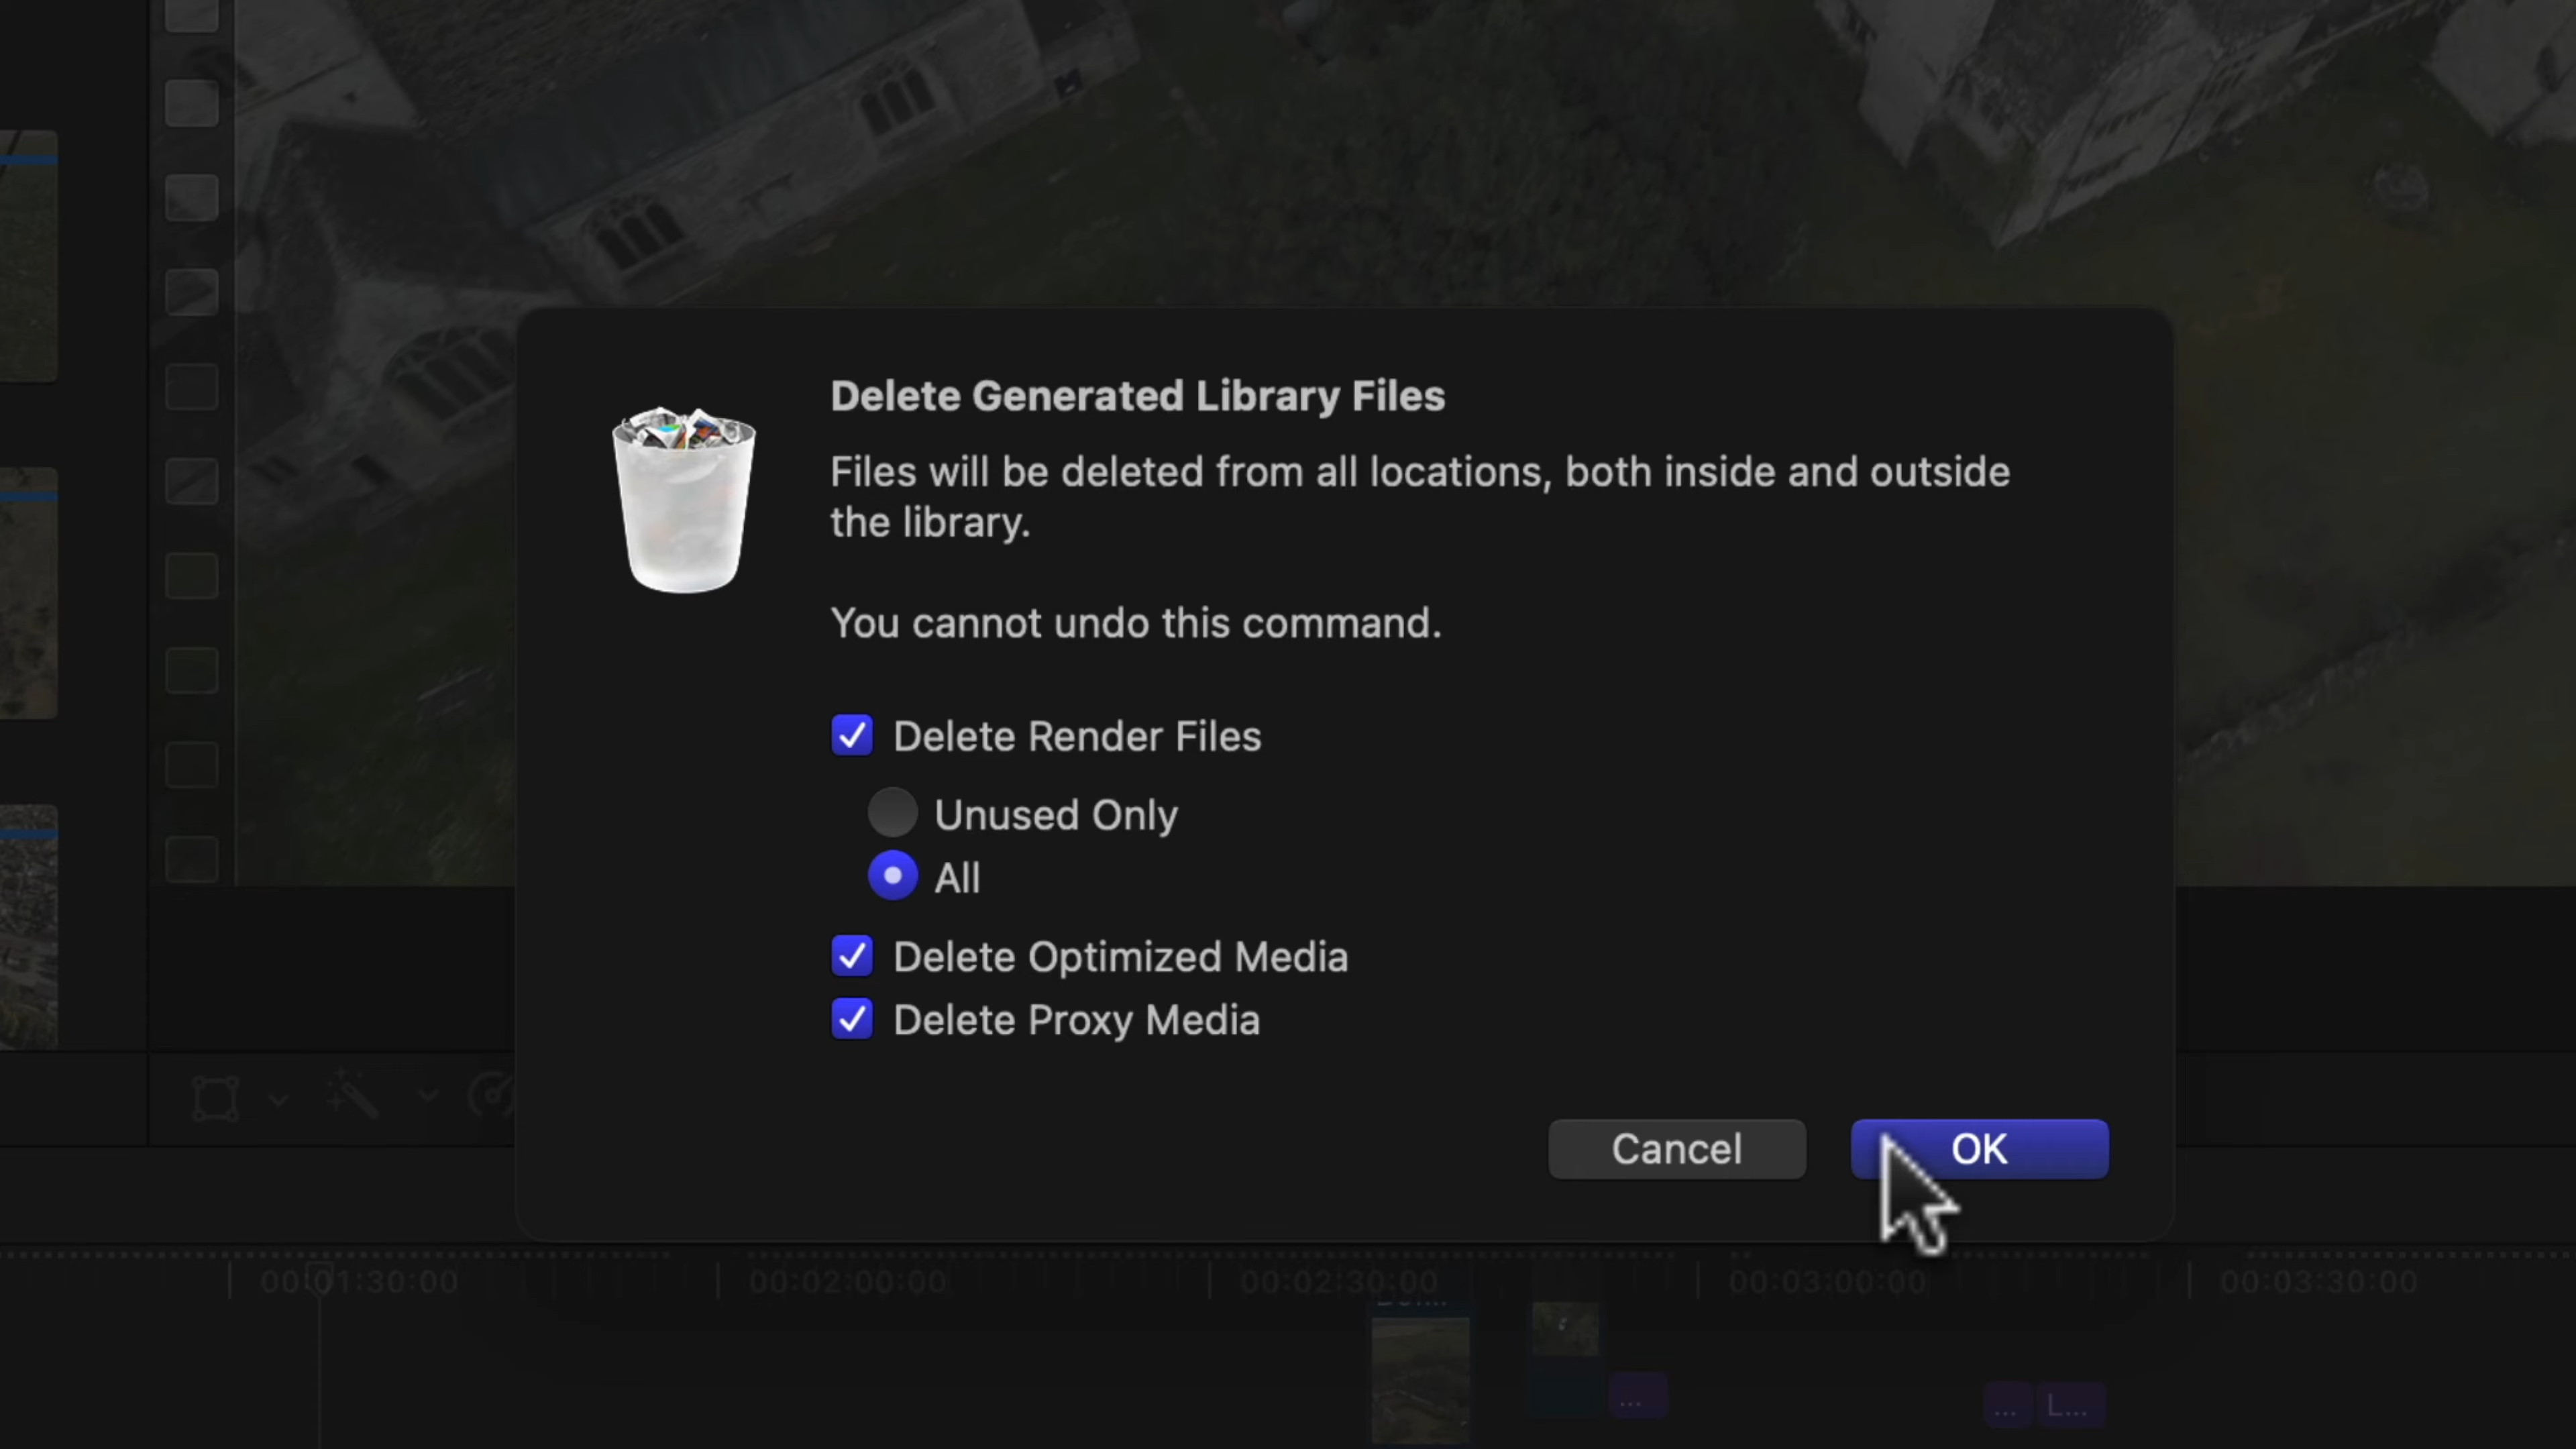 Delete Generated Library Files
Files will be deleted from all locations, both inside and outside
the library.
You cannot undo this command.
Delete Render Files
Unused Only
All
Delete Optimized Media
Delete Proxy Media
Cancel
OK
00:01:30:00
00:02:00:00
00:02:30:00
00:03:00:00
00:03:30:00
...
...
L...